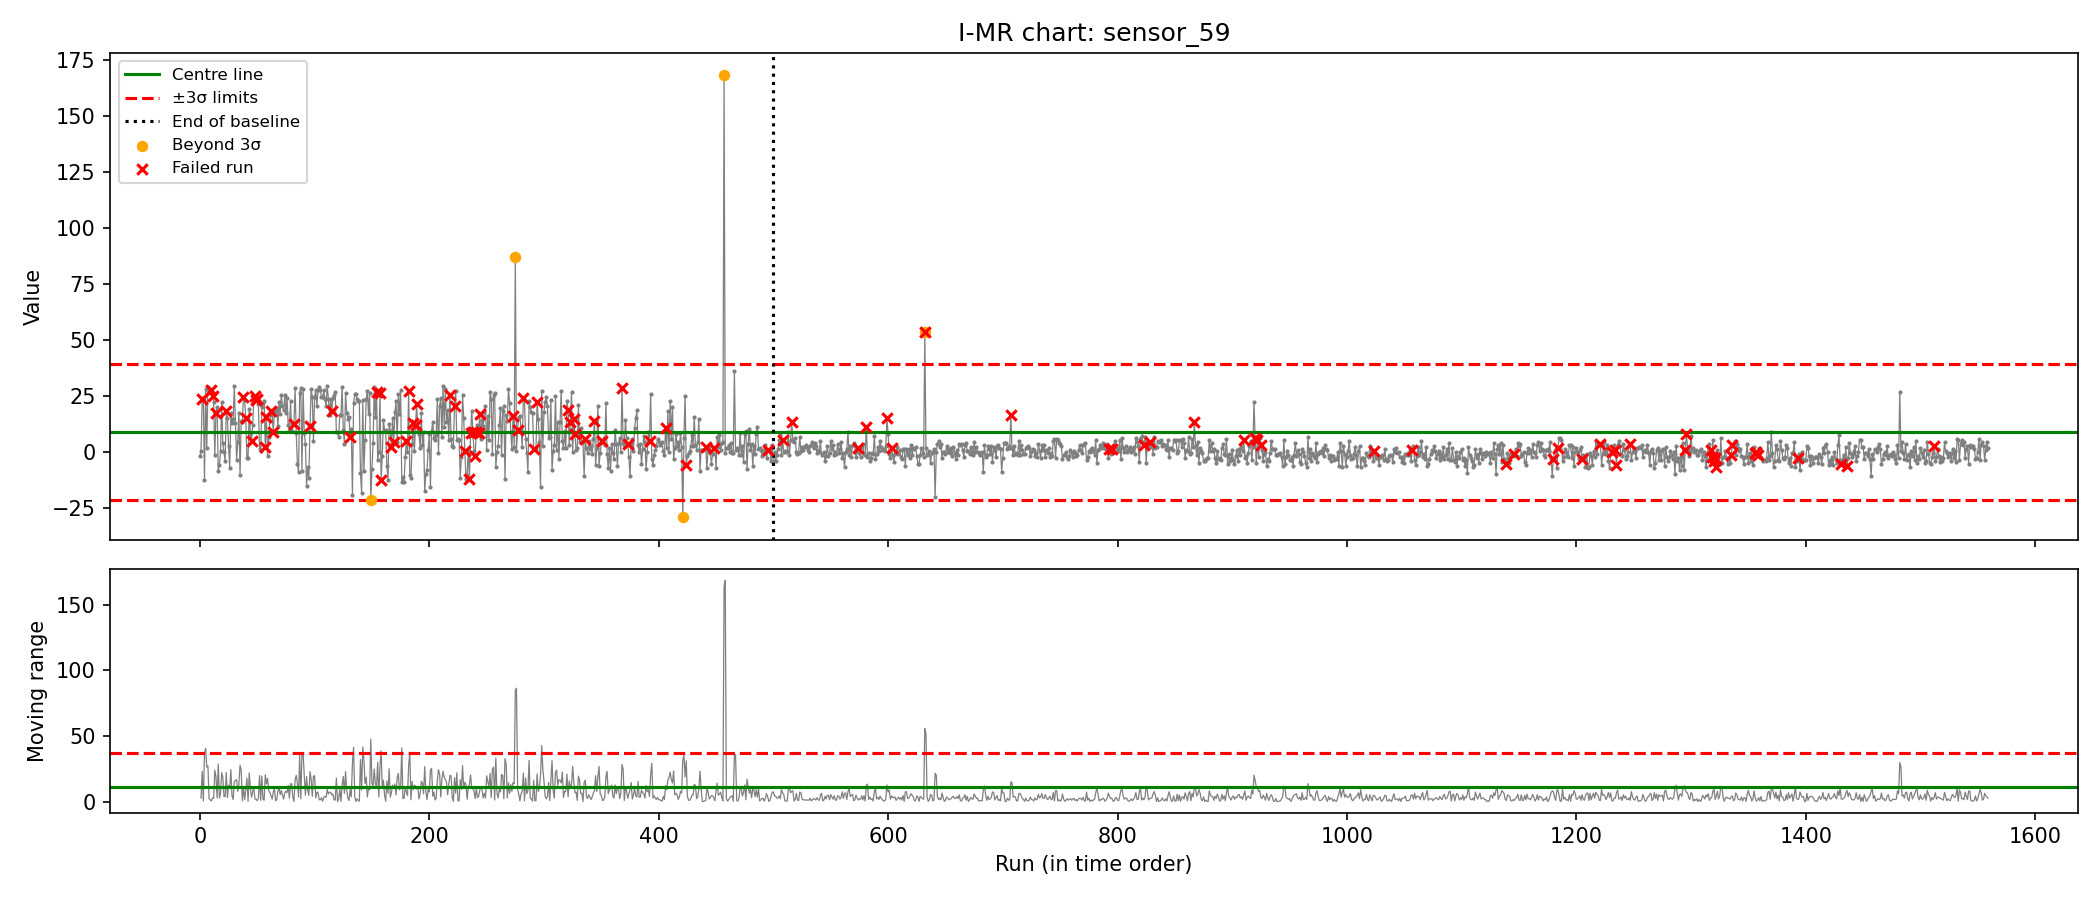 I-MR chart: sensor_59
175
150
125
100
75
50
25
0
−25
Value
Centre line
±3σ limits
End of baseline
Beyond 3σ
Failed run
150
100
50
0
Moving range
0 200 400 600 800 1000 1200 1400 1600
Run (in time order)